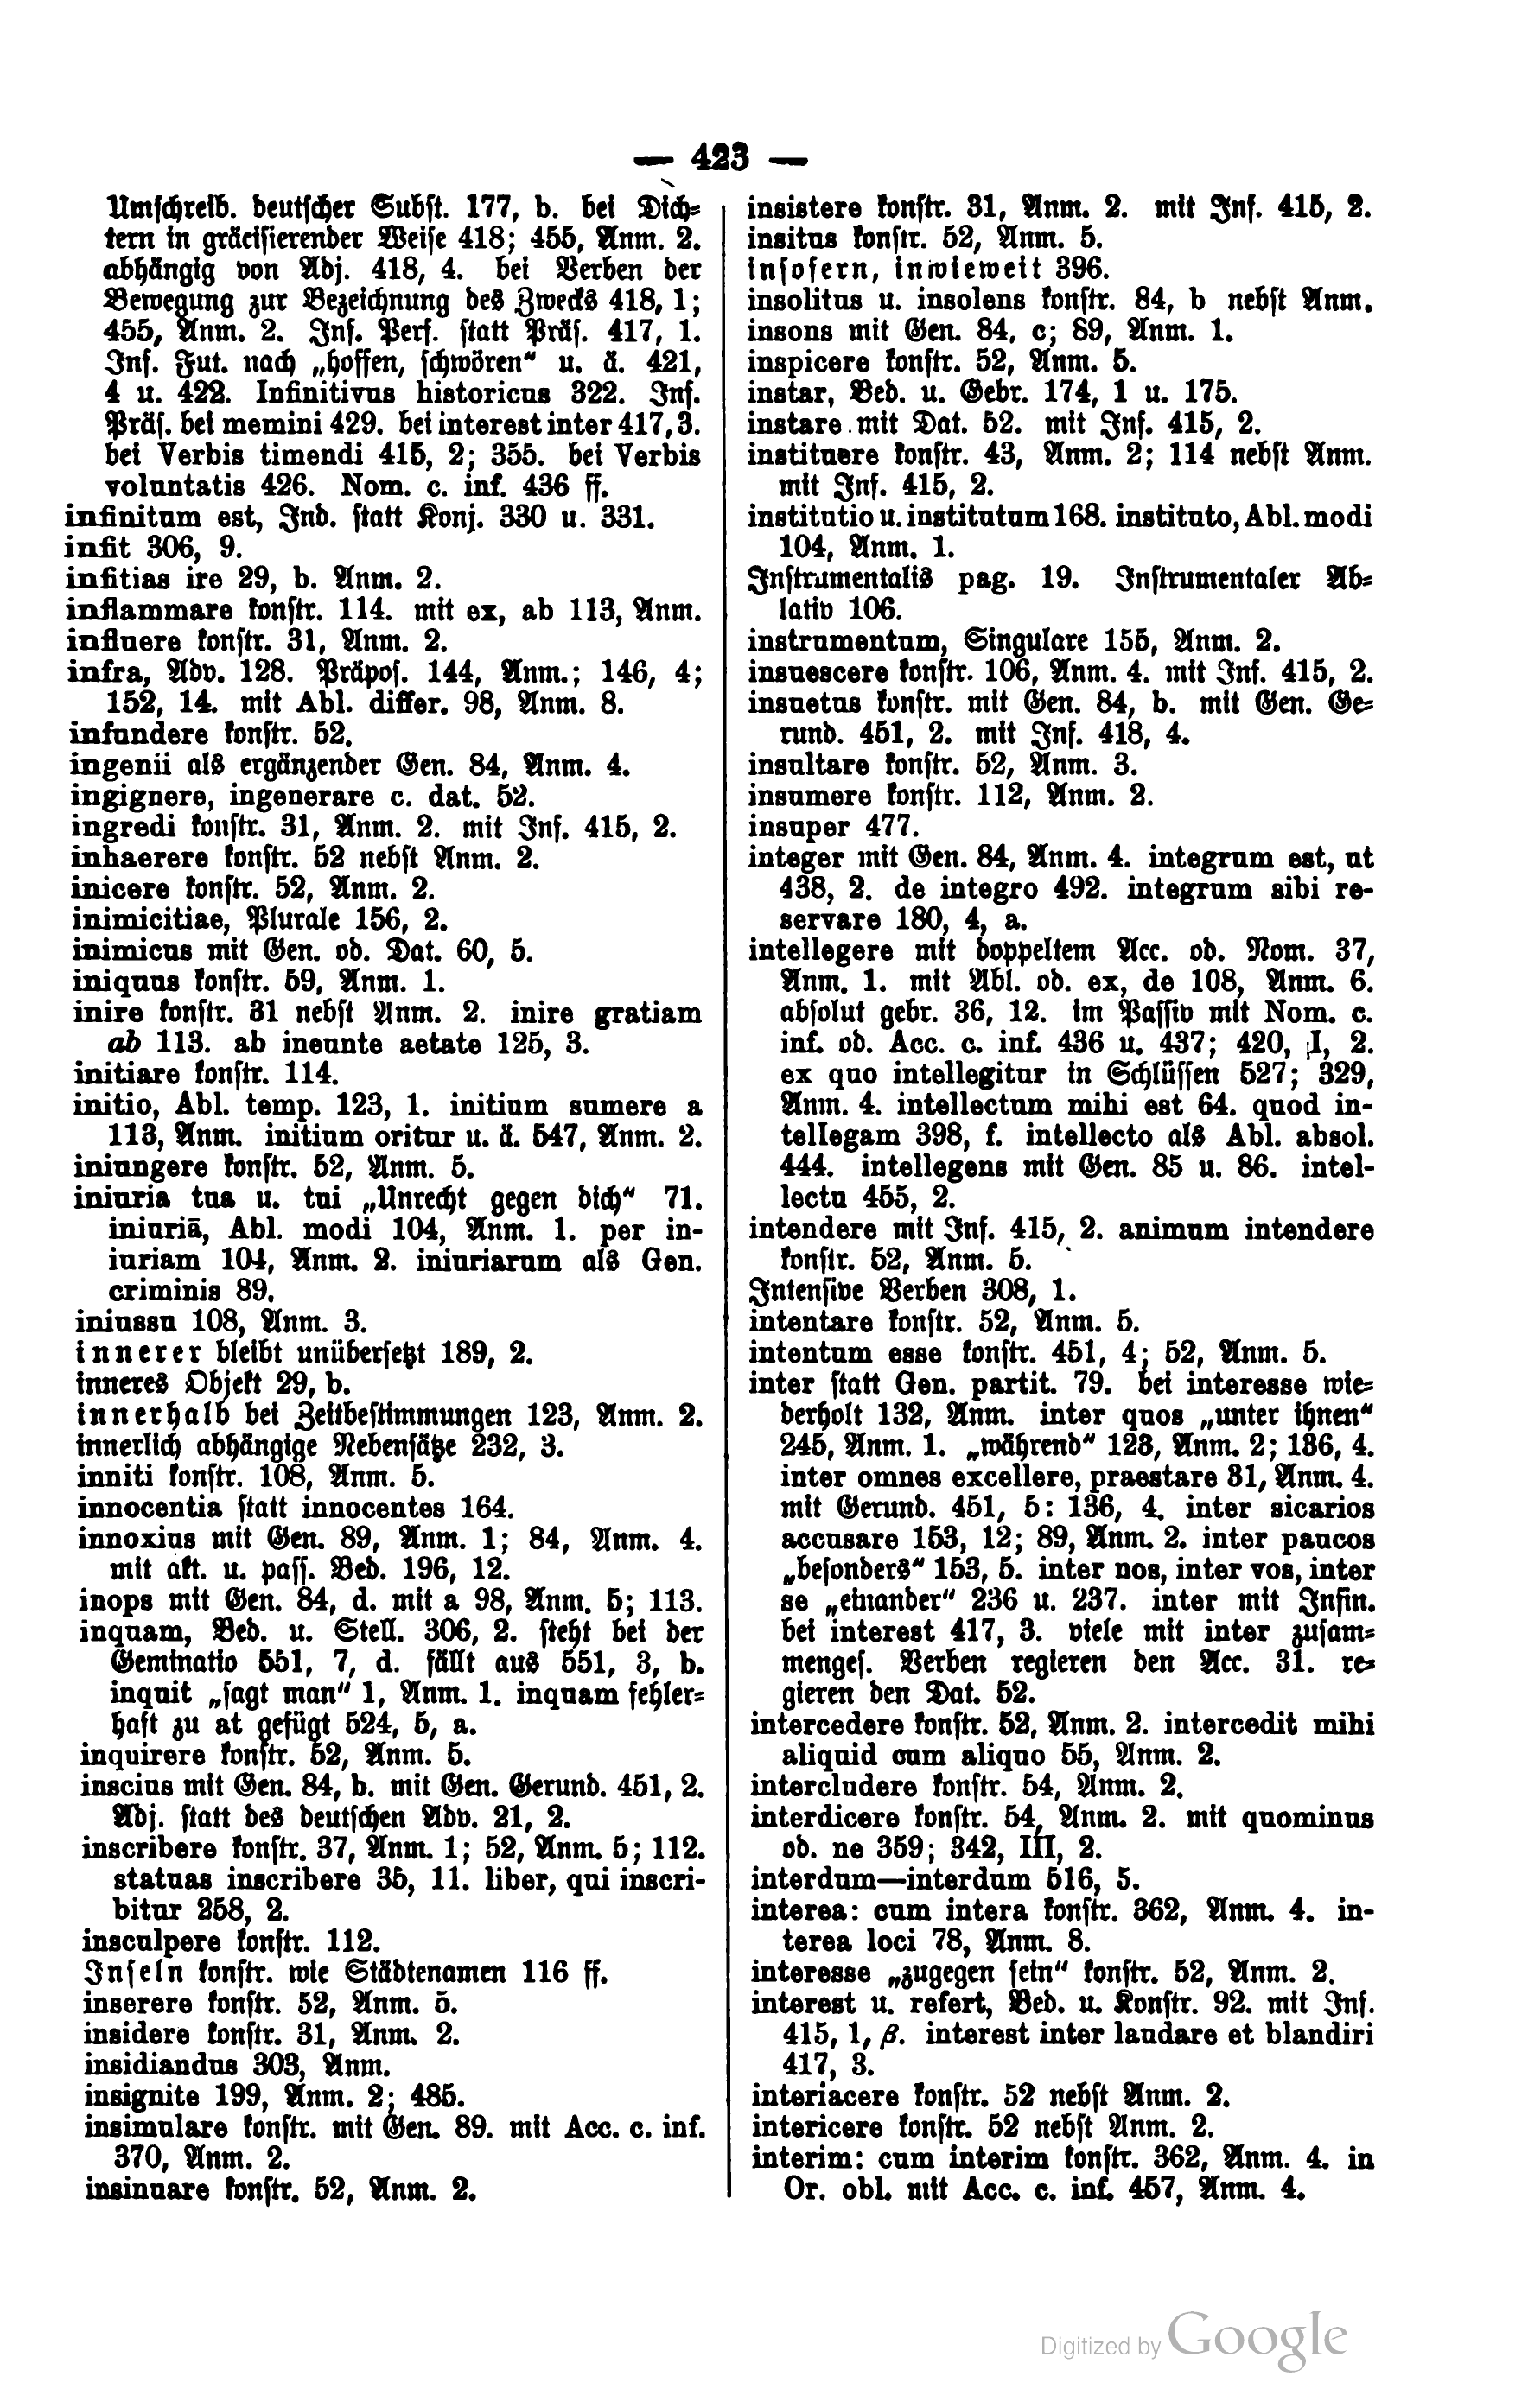 — 423 —
Umschreib. deutscher Subst. 177, b. bei Dich-
tern in gräcisierender Weise 418; 455, Anm. 2.
abhängig von Adj. 418, 4. bei Verben der
Bewegung zur Bezeichnung des Zwecks 418, 1;
455, Anm. 2. Inf. Perf. statt Präs. 417, 1.
Inf. Fut. nach „hoffen, schwören“ u. ä. 421,
4 u. 422. Infinitivus historicus 322. Inf.
Präs. bei memini 429. bei interest inter 417, 3.
bei Verbis timendi 415, 2; 355. bei Verbis
voluntatis 426. Nom. c. inf. 436 ff.
infinitum est, Ind. statt Konj. 330 u. 331.
infit 306, 9.
infitias ire 29, b. Anm. 2.
inflammare konstr. 114. mit ex, ab 113, Anm.
influere konstr. 31, Anm. 2.
infra, Adv. 128. Präpos. 144, Anm.; 146, 4;
152, 14. mit Abl. differ. 98, Anm. 8.
infundere konstr. 52.
ingenii als ergänzender Gen. 84, Anm. 4.
ingignere, ingenerare c. dat. 52.
ingredi konstr. 31, Anm. 2. mit Inf. 415, 2.
inhaerere konstr. 52 nebst Anm. 2.
inicere konstr. 52, Anm. 2.
inimicitiae, Plurale 156, 2.
inimicus mit Gen. od. Dat. 60, 5.
iniquus konstr. 59, Anm. 1.
inire konstr. 31 nebst Anm. 2. inire gratiam
ab 113. ab ineunte aetate 125, 3.
initiare konstr. 114.
initio, Abl. temp. 123, 1. initium sumere a
113, Anm. initium oritur u. ä. 547, Anm. 2.
iniungere konstr. 52, Anm. 5.
iniuria tua u. tui „Unrecht gegen dich“ 71.
iniuriā, Abl. modi 104, Anm. 1. per in-
iuriam 104, Anm. 2. iniuriarum als Gen.
criminis 89.
iniussu 108, Anm. 3.
innerer bleibt unübersetzt 189, 2.
inneres Objekt 29, b.
innerhalb bei Zeitbestimmungen 123, Anm. 2.
innerlich abhängige Nebensätze 232, 3.
inniti konstr. 108, Anm. 5.
innocentia statt innocentes 164.
innoxius mit Gen. 89, Anm. 1; 84, Anm. 4.
mit akt. u. pass. Bed. 196, 12.
inops mit Gen. 84, d. mit a 98, Anm. 5; 113.
inquam, Bed. u. Stell. 306, 2. steht bei der
Geminatio 551, 7, d. fällt aus 551, 3, b.
inquit „sagt man“ 1, Anm. 1. inquam fehler-
haft zu at gefügt 524, 5, a.
inquirere konstr. 52, Anm. 5.
inscius mit Gen. 84, b. mit Gen. Gerund. 451, 2.
Adj. statt des deutschen Adv. 21, 2.
inscribere konstr. 37, Anm. 1; 52, Anm. 5; 112.
statuas inscribere 35, 11. liber, qui inscri-
bitur 258, 2.
insculpere konstr. 112.
Inseln konstr. wie Städtenamen 116 ff.
inserere konstr. 52, Anm. 5.
insidere konstr. 31, Anm. 2.
insidiandus 303, Anm.
insignite 199, Anm. 2; 485.
insimulare konstr. mit Gen. 89. mit Acc. c. inf.
370, Anm. 2.
insinuare konstr. 52, Anm. 2.
insistere konstr. 31, Anm. 2. mit Inf. 415, 2.
insitus konstr. 52, Anm. 5.
insofern, inwieweit 396.
insolitus u. insolens konstr. 84, b nebst Anm.
insons mit Gen. 84, c; 89, Anm. 1.
inspicere konstr. 52, Anm. 5.
instar, Bed. u. Gebr. 174, 1 u. 175.
instare mit Dat. 52. mit Inf. 415, 2.
instituere konstr. 43, Anm. 2; 114 nebst Anm.
mit Inf. 415, 2.
institutio u. institutum 168. instituto, Abl. modi
104, Anm. 1.
Instrumentalis pag. 19. Instrumentaler Ab-
lativ 106.
instrumentum, Singulare 155, Anm. 2.
insuescere konstr. 106, Anm. 4. mit Inf. 415, 2.
insuetus konstr. mit Gen. 84, b. mit Gen. Ge-
rund. 451, 2. mit Inf. 418, 4.
insultare konstr. 52, Anm. 3.
insumere konstr. 112, Anm. 2.
insuper 477.
integer mit Gen. 84, Anm. 4. integrum est, ut
438, 2. de integro 492. integrum sibi re-
servare 180, 4, a.
intellegere mit doppeltem Acc. od. Nom. 37,
Anm. 1. mit Abl. od. ex, de 108, Anm. 6.
absolut gebr. 36, 12. im Passiv mit Nom. c.
inf. od. Acc. c. inf. 436 u. 437; 420, I, 2.
ex quo intellegitur in Schlüssen 527; 329,
Anm. 4. intellectum mihi est 64. quod in-
tellegam 398, f. intellecto als Abl. absol.
444. intellegens mit Gen. 85 u. 86. intel-
lectu 455, 2.
intendere mit Inf. 415, 2. animum intendere
konstr. 52, Anm. 5.
Intensive Verben 308, 1.
intentare konstr. 52, Anm. 5.
intentum esse konstr. 451, 4; 52, Anm. 5.
inter statt Gen. partit. 79. bei interesse wie-
derholt 132, Anm. inter quos „unter ihnen“
245, Anm. 1. „während“ 123, Anm. 2; 136, 4.
inter omnes excellere, praestare 31, Anm. 4.
mit Gerund. 451, 5: 136, 4. inter sicarios
accusare 153, 12; 89, Anm. 2. inter paucos
„besonders“ 153, 5. inter nos, inter vos, inter
se „einander“ 236 u. 237. inter mit Infin.
bei interest 417, 3. viele mit inter zusam-
menges. Verben regieren den Acc. 31. re-
gieren den Dat. 52.
intercedere konstr. 52, Anm. 2. intercedit mihi
aliquid cum aliquo 55, Anm. 2.
intercludere konstr. 54, Anm. 2.
interdicere konstr. 54, Anm. 2. mit quominus
od. ne 359; 342, III, 2.
interdum—interdum 516, 5.
interea: cum intera konstr. 362, Anm. 4. in-
terea loci 78, Anm. 8.
interesse „zugegen sein“ konstr. 52, Anm. 2.
interest u. refert, Bed. u. Konstr. 92. mit Inf.
415, 1, β. interest inter laudare et blandiri
417, 3.
interiacere konstr. 52 nebst Anm. 2.
intericere konstr. 52 nebst Anm. 2.
interim: cum interim konstr. 362, Anm. 4. in
Or. obl. mit Acc. c. inf. 457, Anm. 4.
Digitized by Google